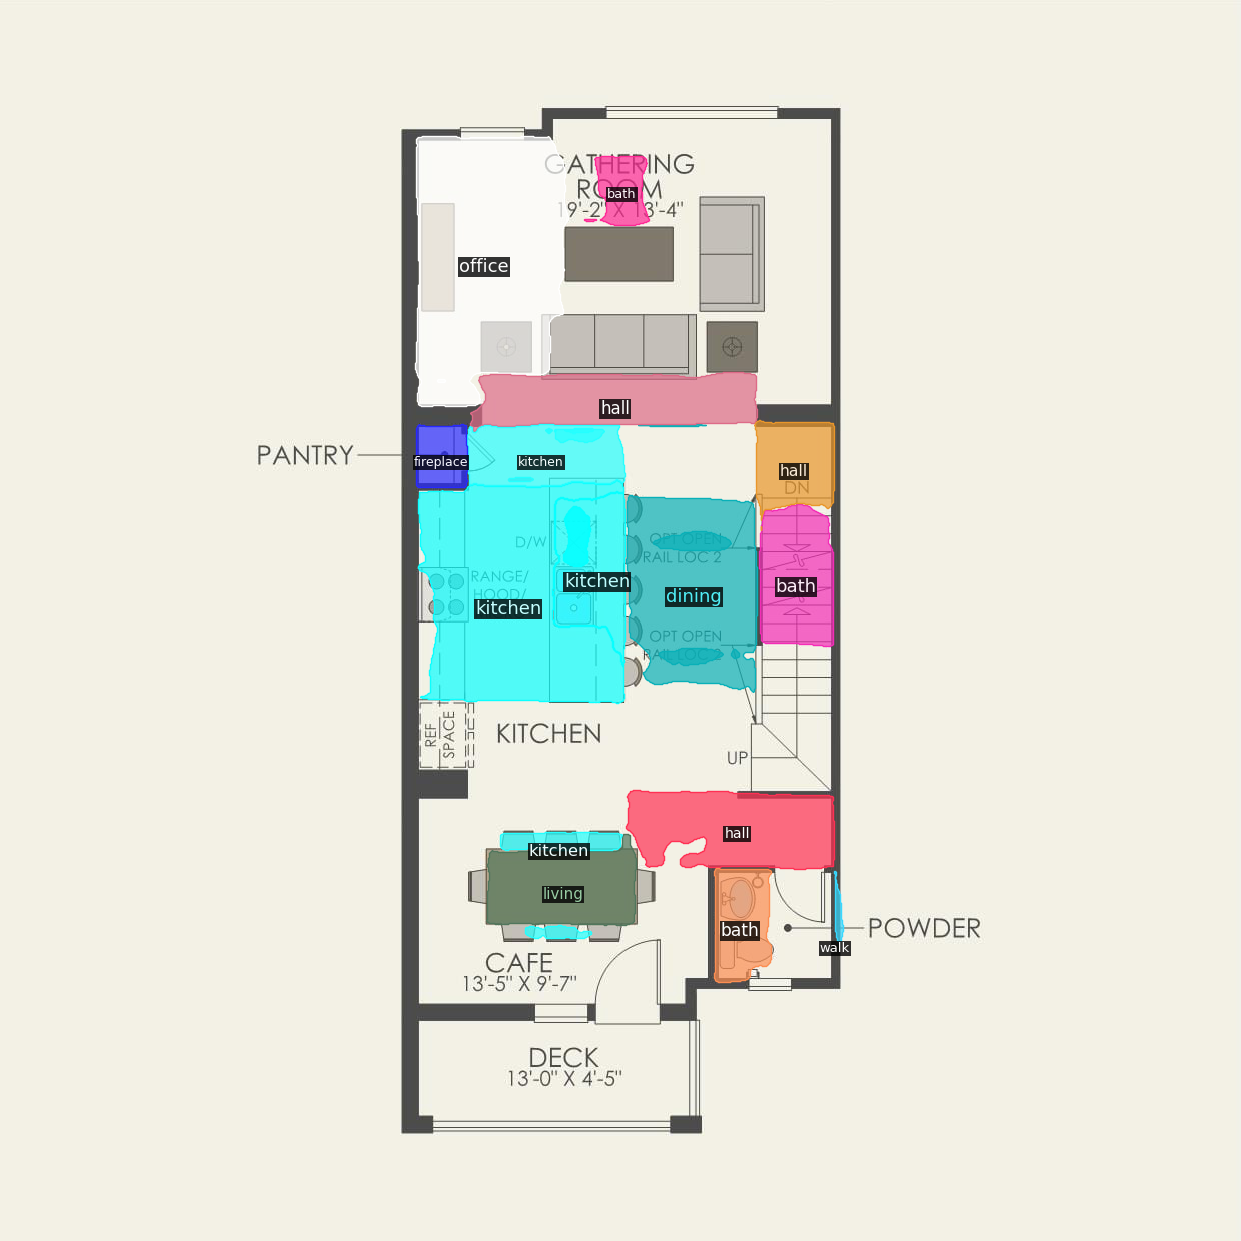 GATHERING
ROOM
19'-2" X 13'-4"
bath
office
hall
PANTRY
fireplace
kitchen
hall
DN
D/W
OPT OPEN
RAIL LOC 2
RANGE/
HOOD/
kitchen
kitchen
dining
bath
OPT OPEN
RAIL LOC
REF
SPACE
KITCHEN
UP
hall
kitchen
living
bath
POWDER
walk
CAFE
13'-5" X 9'-7"
DECK
13'-0" X 4'-5"